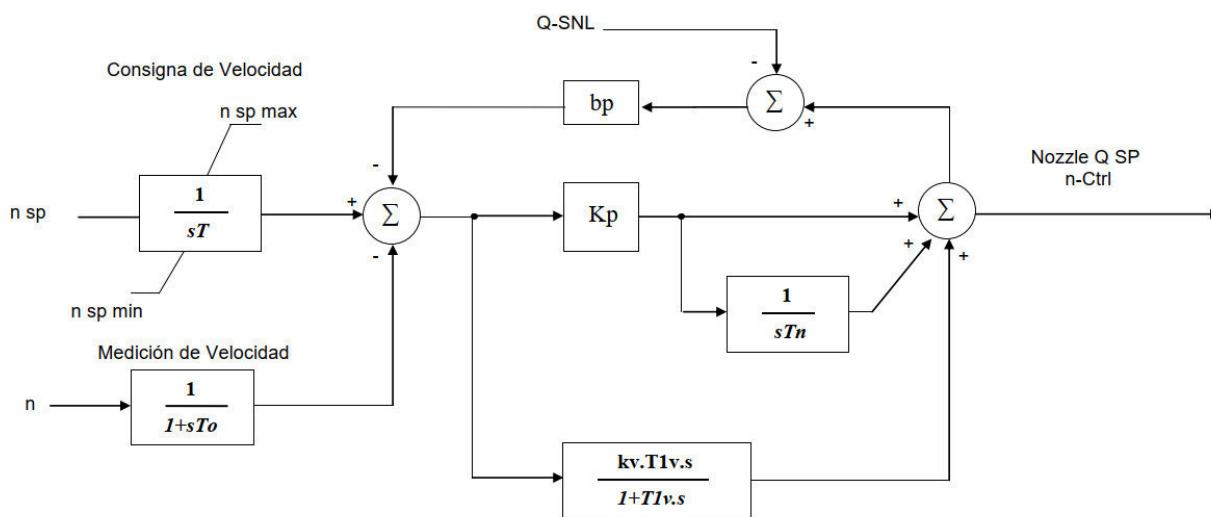 Q-SNL
Consigna de Velocidad
n sp max
-
bp
Σ
+
Nozzle Q SP
n-Ctrl
-
n sp
1
sT
+
Σ
-
Kp
+
Σ
+
+
n sp min
1
sTn
Medición de Velocidad
n
1
1+sTo
kv.T1v.s
1+T1v.s